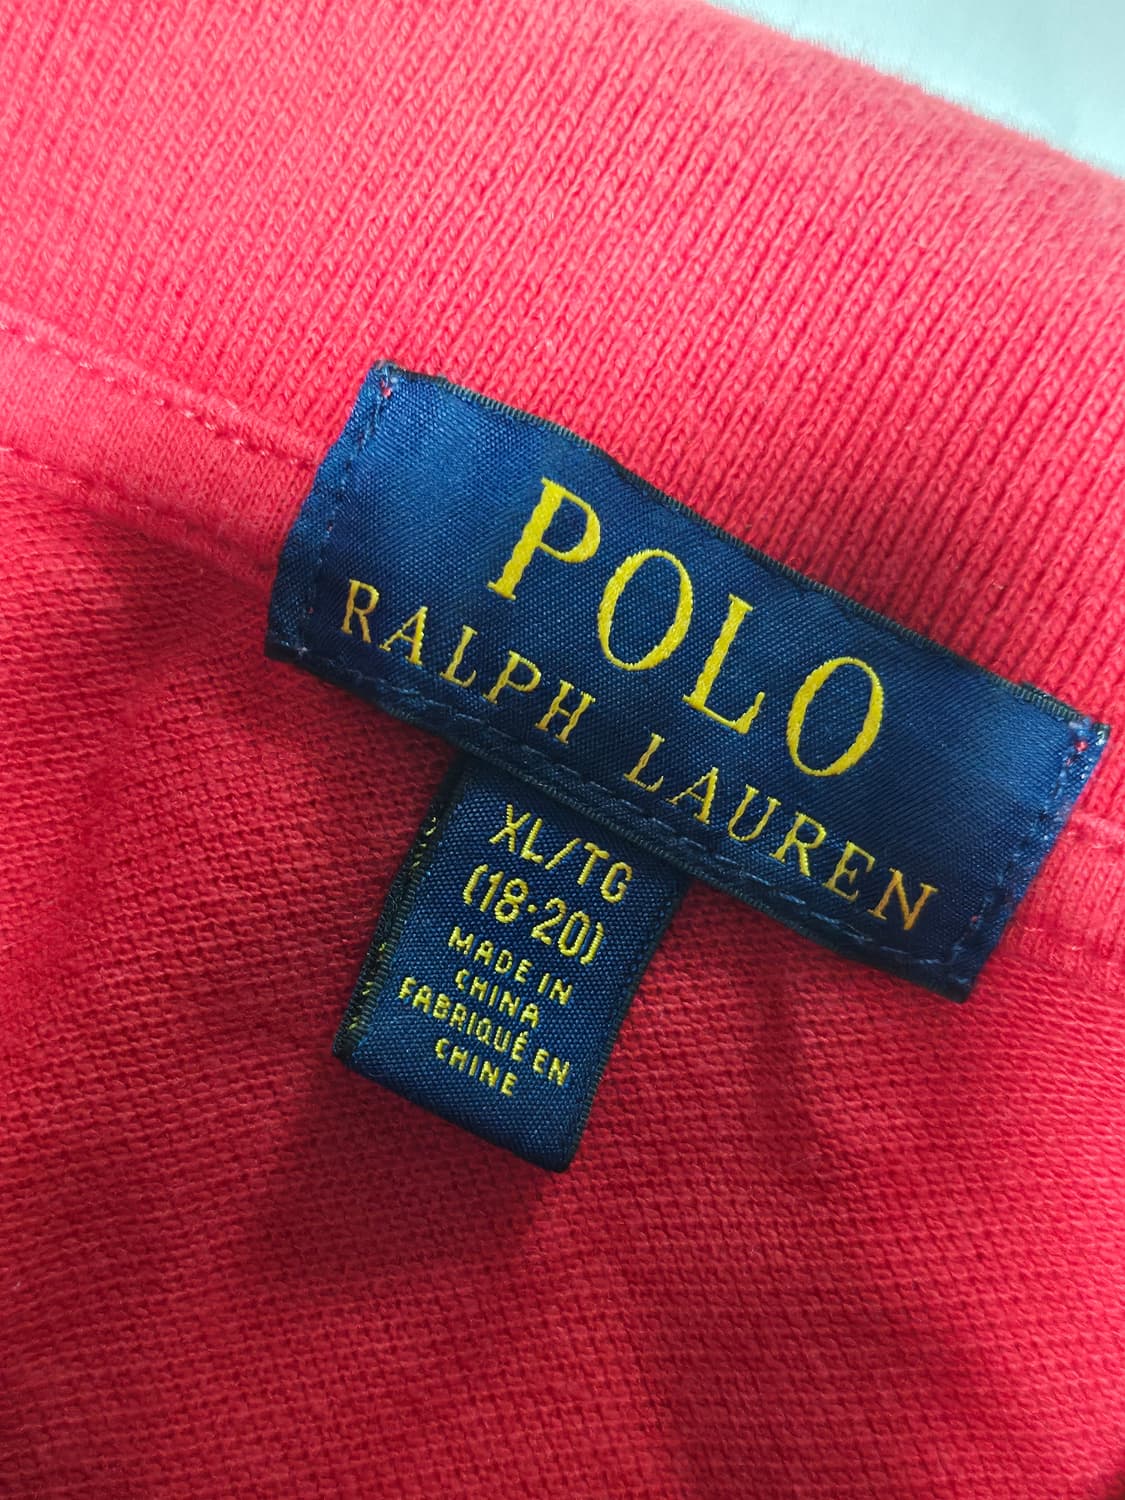 POLO
RALPH LAUREN
XL/TG
(18-20)
MADE IN
CHINA
FABRIQUÉ EN
CHINE